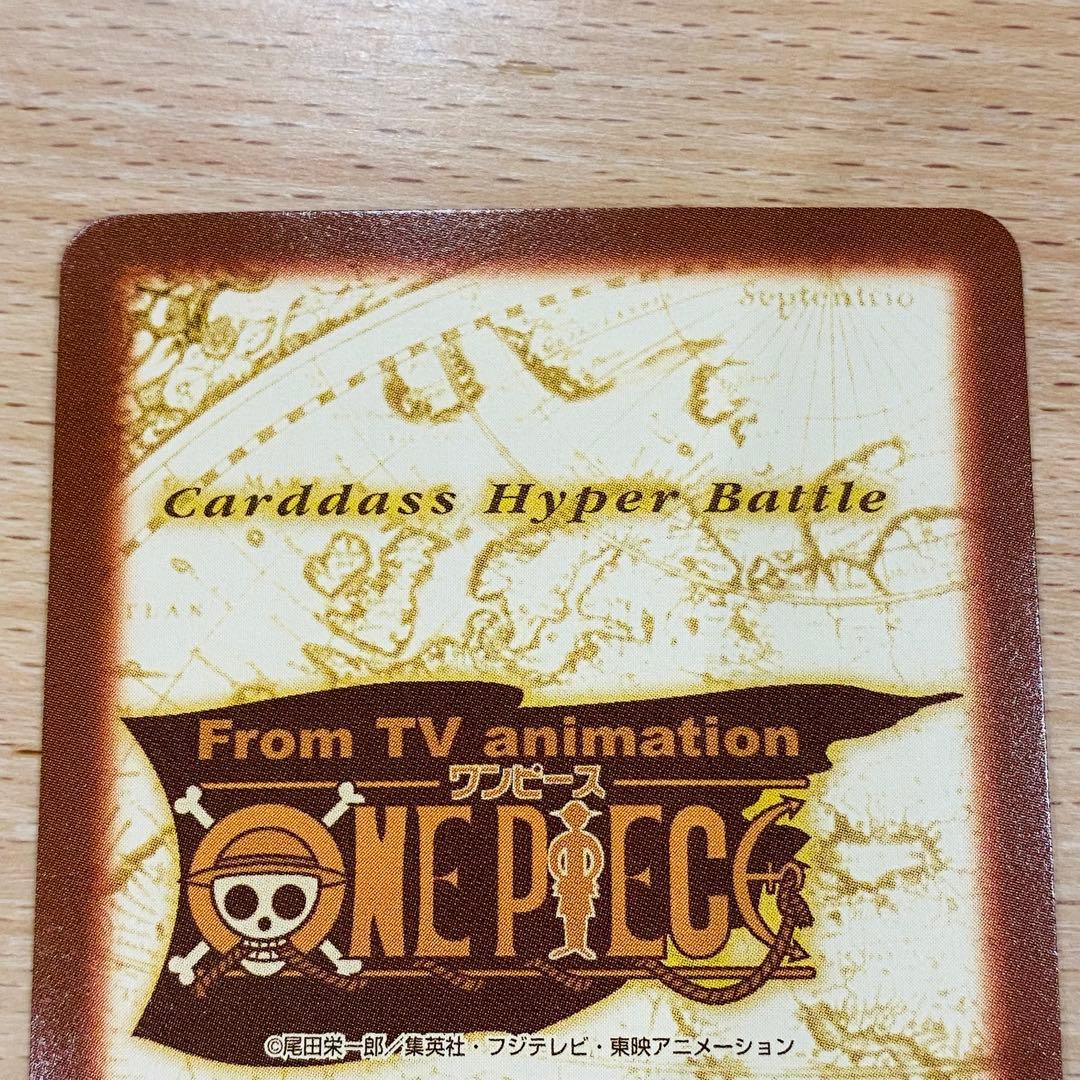 Septentrio
Carddass Hyper Battle
From TV animation
ワンピース
ONE PIECE
©尾田栄一郎／集英社・フジテレビ・東映アニメーション